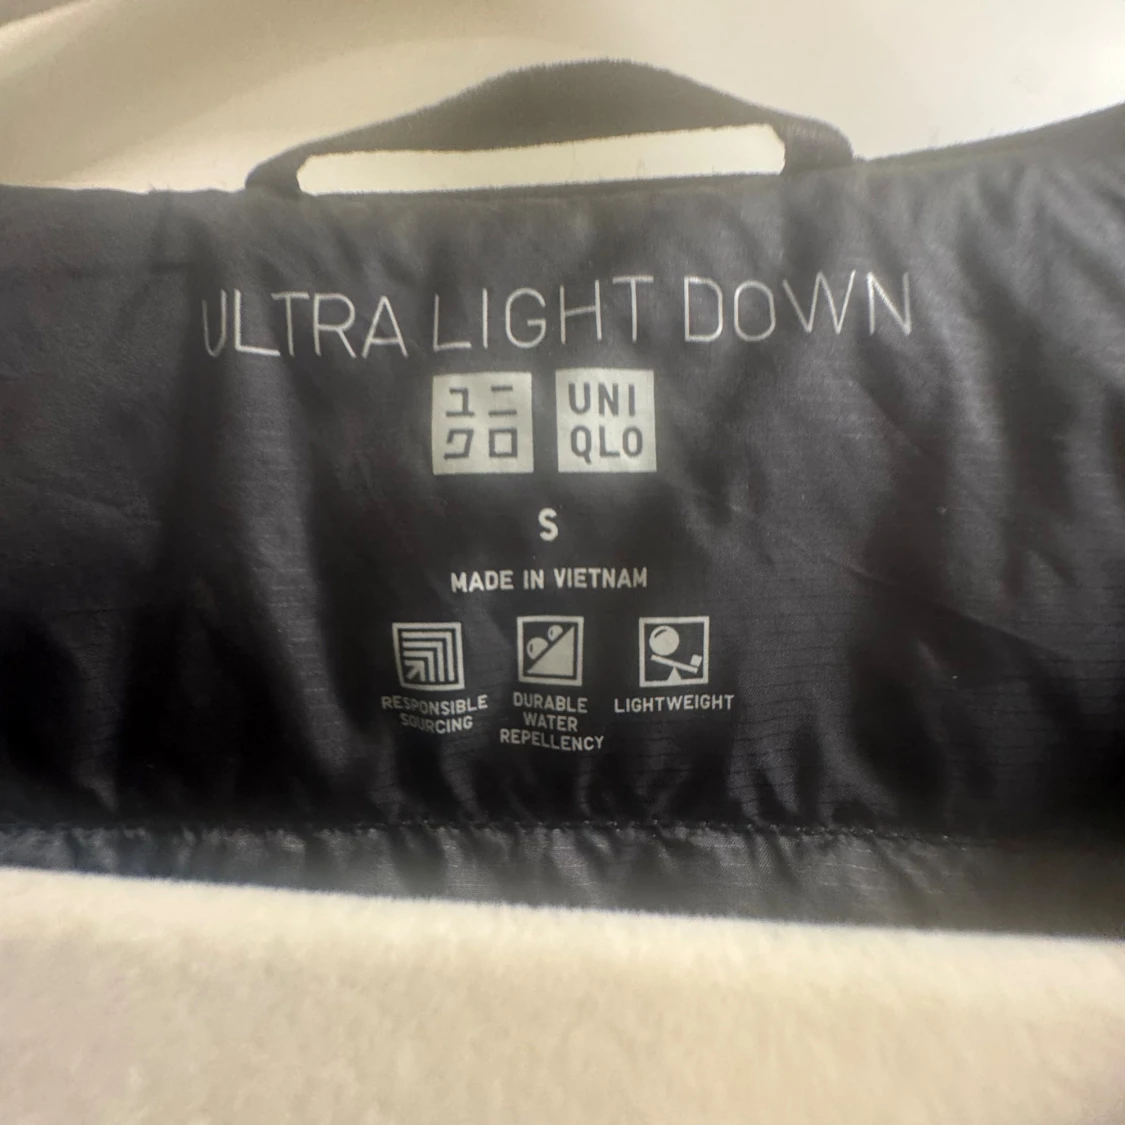 ULTRA LIGHT DOWN
ユニ
クロ
UNI
QLO
S
MADE IN VIETNAM
RESPONSIBLE
SOURCING
DURABLE
WATER
REPELLENCY
LIGHTWEIGHT